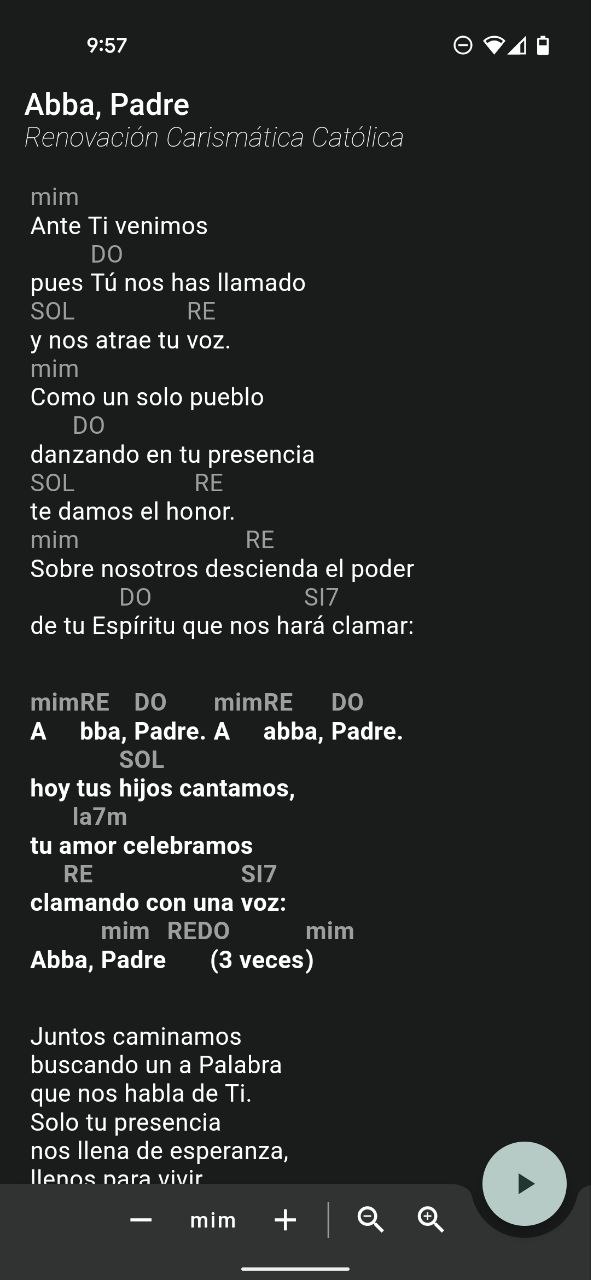 9:57
Abba, Padre
Renovación Carismática Católica
mim
Ante Ti venimos
DO
pues Tú nos has llamado
SOL RE
y nos atrae tu voz.
mim
Como un solo pueblo
DO
danzando en tu presencia
SOL RE
te damos el honor.
mim RE
Sobre nosotros descienda el poder
DO SI7
de tu Espíritu que nos hará clamar:
mimRE DO mimRE DO
A bba, Padre. A abba, Padre.
SOL
hoy tus hijos cantamos,
la7m
tu amor celebramos
RE SI7
clamando con una voz:
mim REDO mim
Abba, Padre (3 veces)
Juntos caminamos
buscando un a Palabra
que nos habla de Ti.
Solo tu presencia
nos llena de esperanza,
llenos para vivir
mim